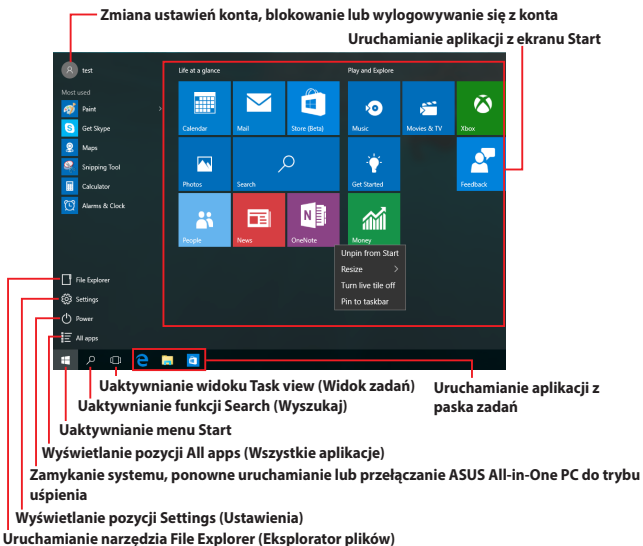 Zmiana ustawień konta, blokowanie lub wylogowywanie się z konta
Uruchamianie aplikacji z ekranu Start
test
Most used
Paint
Get Skype
Maps
Snipping Tool
Calculator
Alarms & Clock
File Explorer
Settings
Power
All apps
Life at a glance
Play and Explore
Calendar
Mail
Store (Beta)
Music
Movies & TV
Xbox
Photos
Search
Get Started
Feedback
People
News
OneNote
Money
Unpin from Start
Resize
Turn live tile off
Pin to taskbar
Uaktywnianie widoku Task view (Widok zadań)
Uruchamianie aplikacji z
paska zadań
Uaktywnianie funkcji Search (Wyszukaj)
Uaktywnianie menu Start
Wyświetlanie pozycji All apps (Wszystkie aplikacje)
Zamykanie systemu, ponowne uruchamianie lub przełączanie ASUS All-in-One PC do trybu
uśpienia
Wyświetlanie pozycji Settings (Ustawienia)
Uruchamianie narzędzia File Explorer (Eksplorator plików)